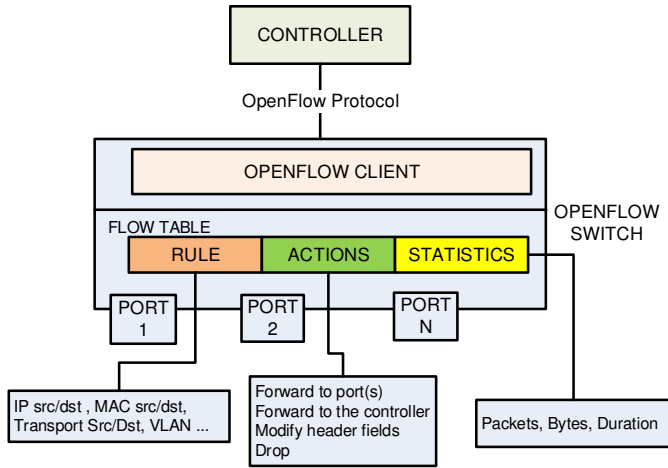 CONTROLLER
OpenFlow Protocol
OPENFLOW CLIENT
OPENFLOW
SWITCH
FLOW TABLE
RULE
ACTIONS
STATISTICS
PORT
1
PORT
2
PORT
N
IP src/dst , MAC src/dst,
Transport Src/Dst, VLAN ...
Forward to port(s)
Forward to the controller
Modify header fields
Drop
Packets, Bytes, Duration